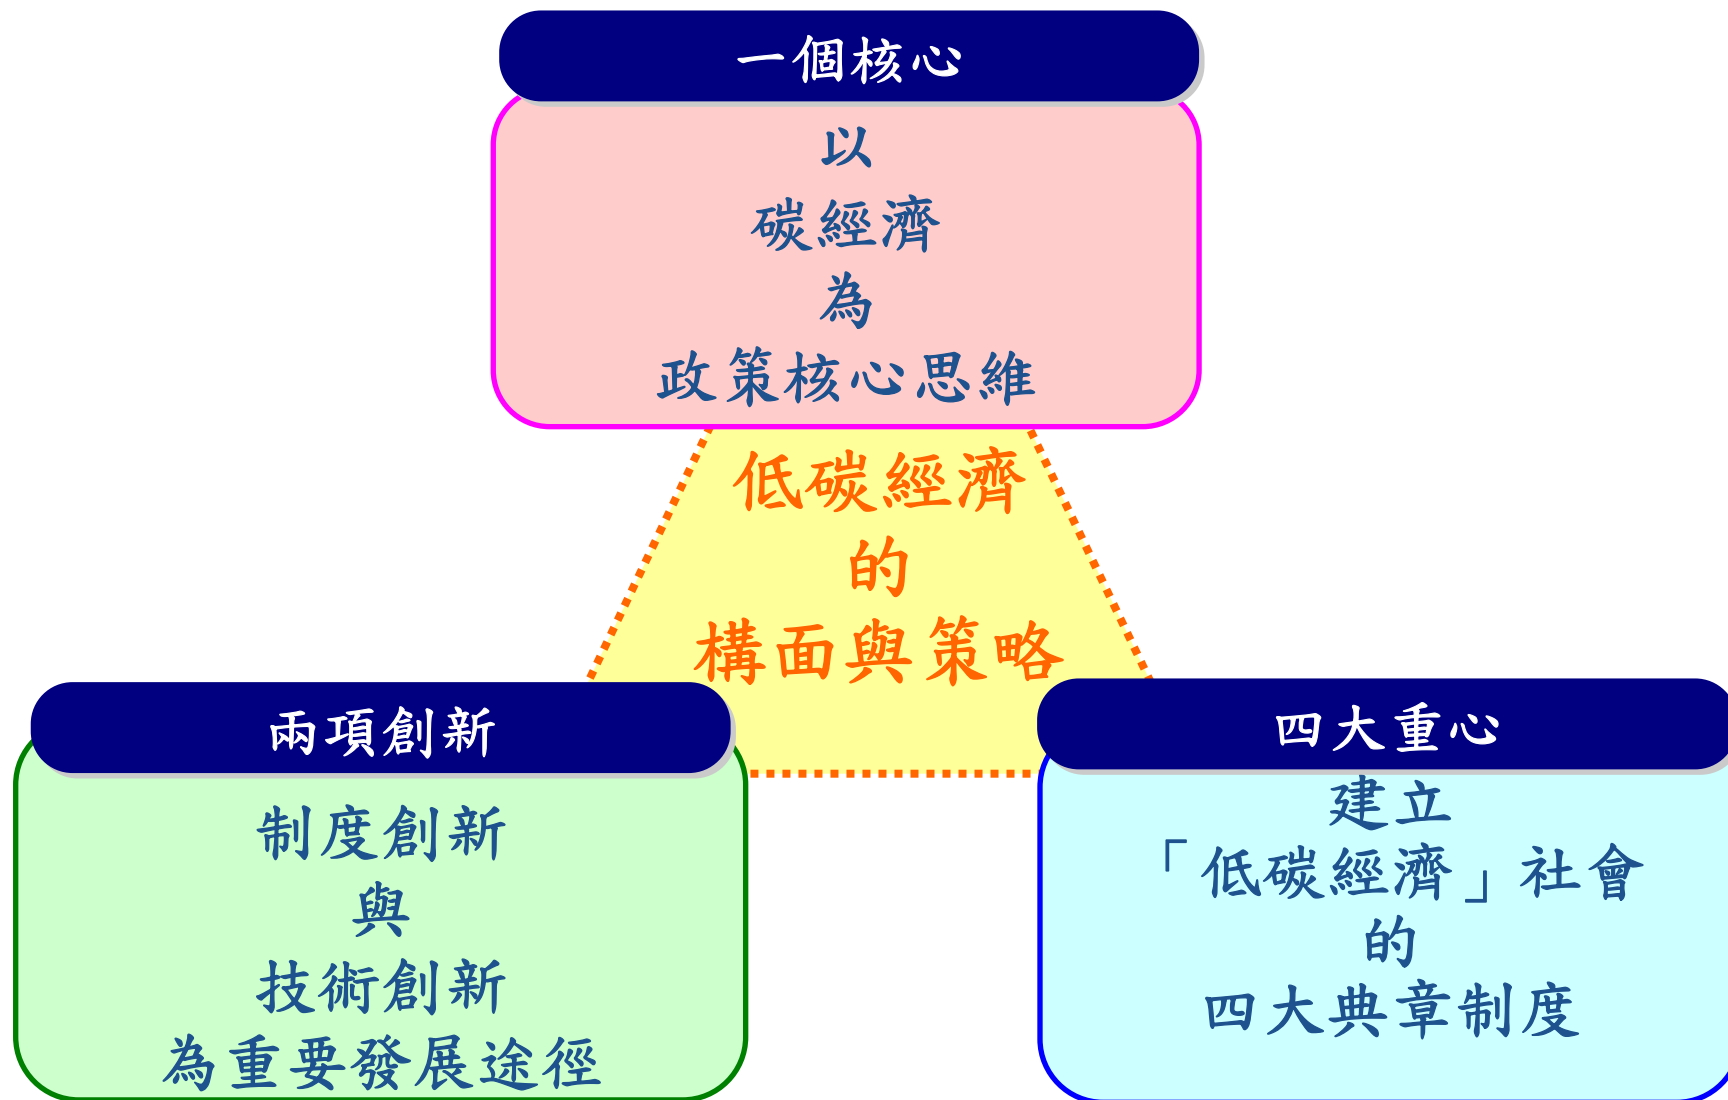 一個核心
以
碳經濟
為
政策核心思維
低碳經濟
的
構面與策略
兩項創新
制度創新
與
技術創新
為重要發展途徑
四大重心
建立
「低碳經濟」社會
的
四大典章制度